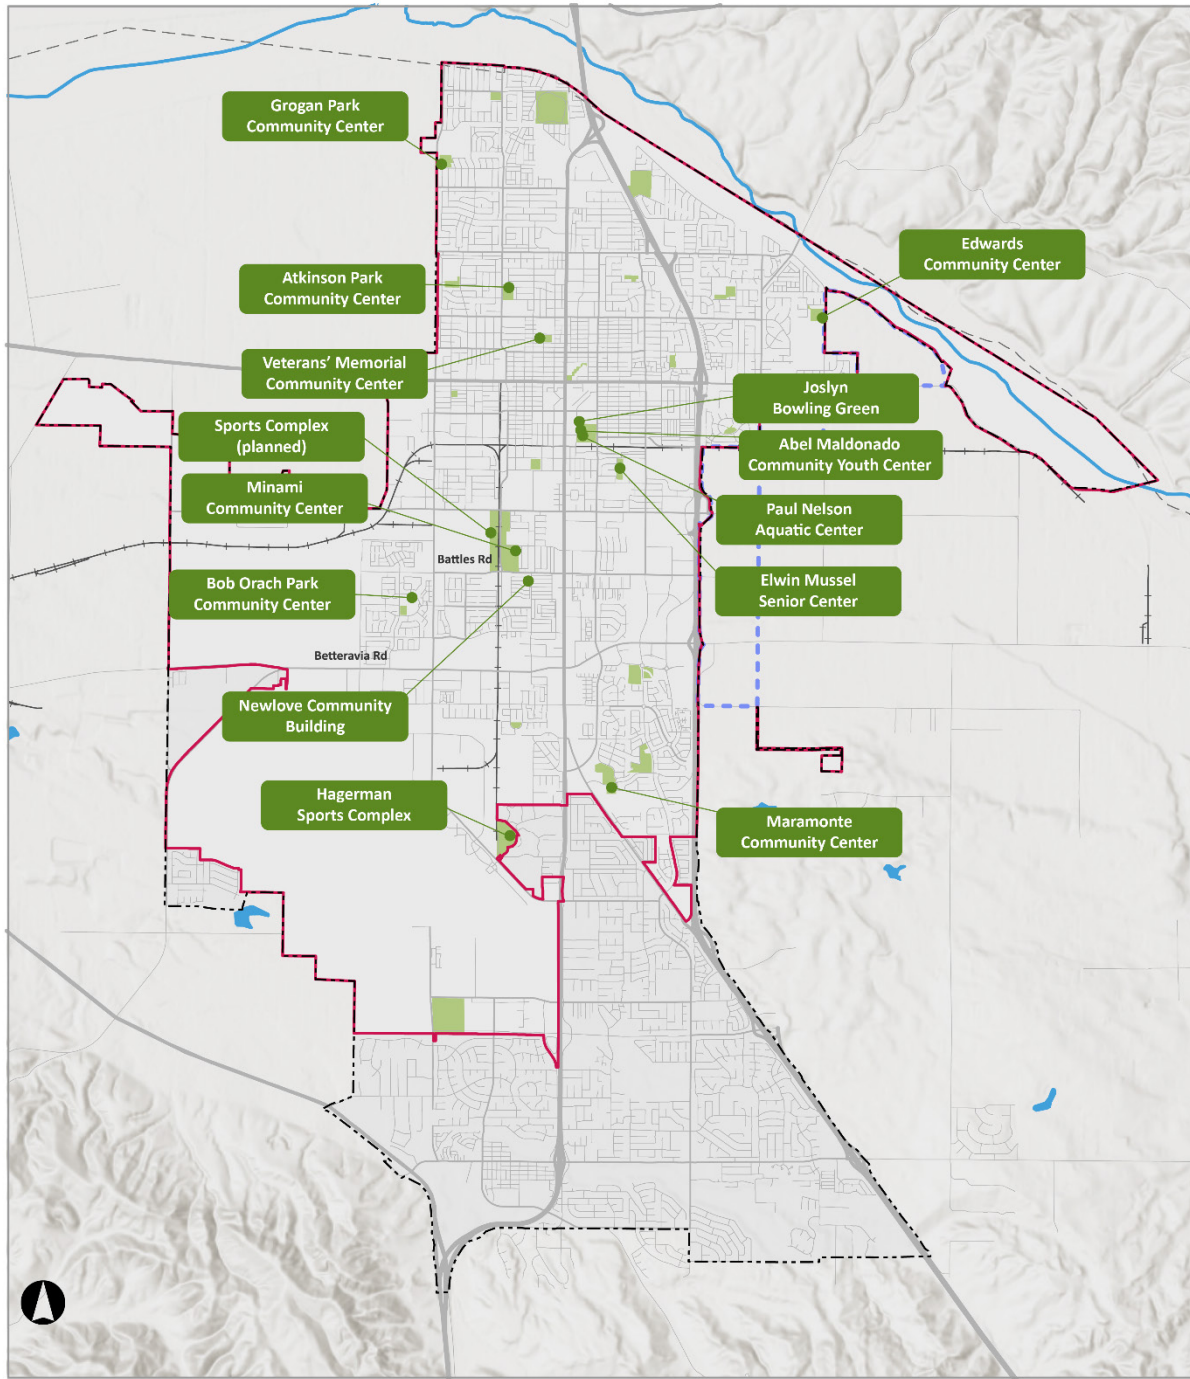 Grogan Park
Community Center
Edwards
Community Center
Atkinson Park
Community Center
Veterans' Memorial
Community Center
Joslyn
Bowling Green
Sports Complex
(planned)
Abel Maldonado
Community Youth Center
Minami
Community Center
Paul Nelson
Aquatic Center
Battles Rd
Bob Orach Park
Community Center
Elwin Mussel
Senior Center
Betteravia Rd
Newlove Community
Building
Hagerman
Sports Complex
Maramonte
Community Center